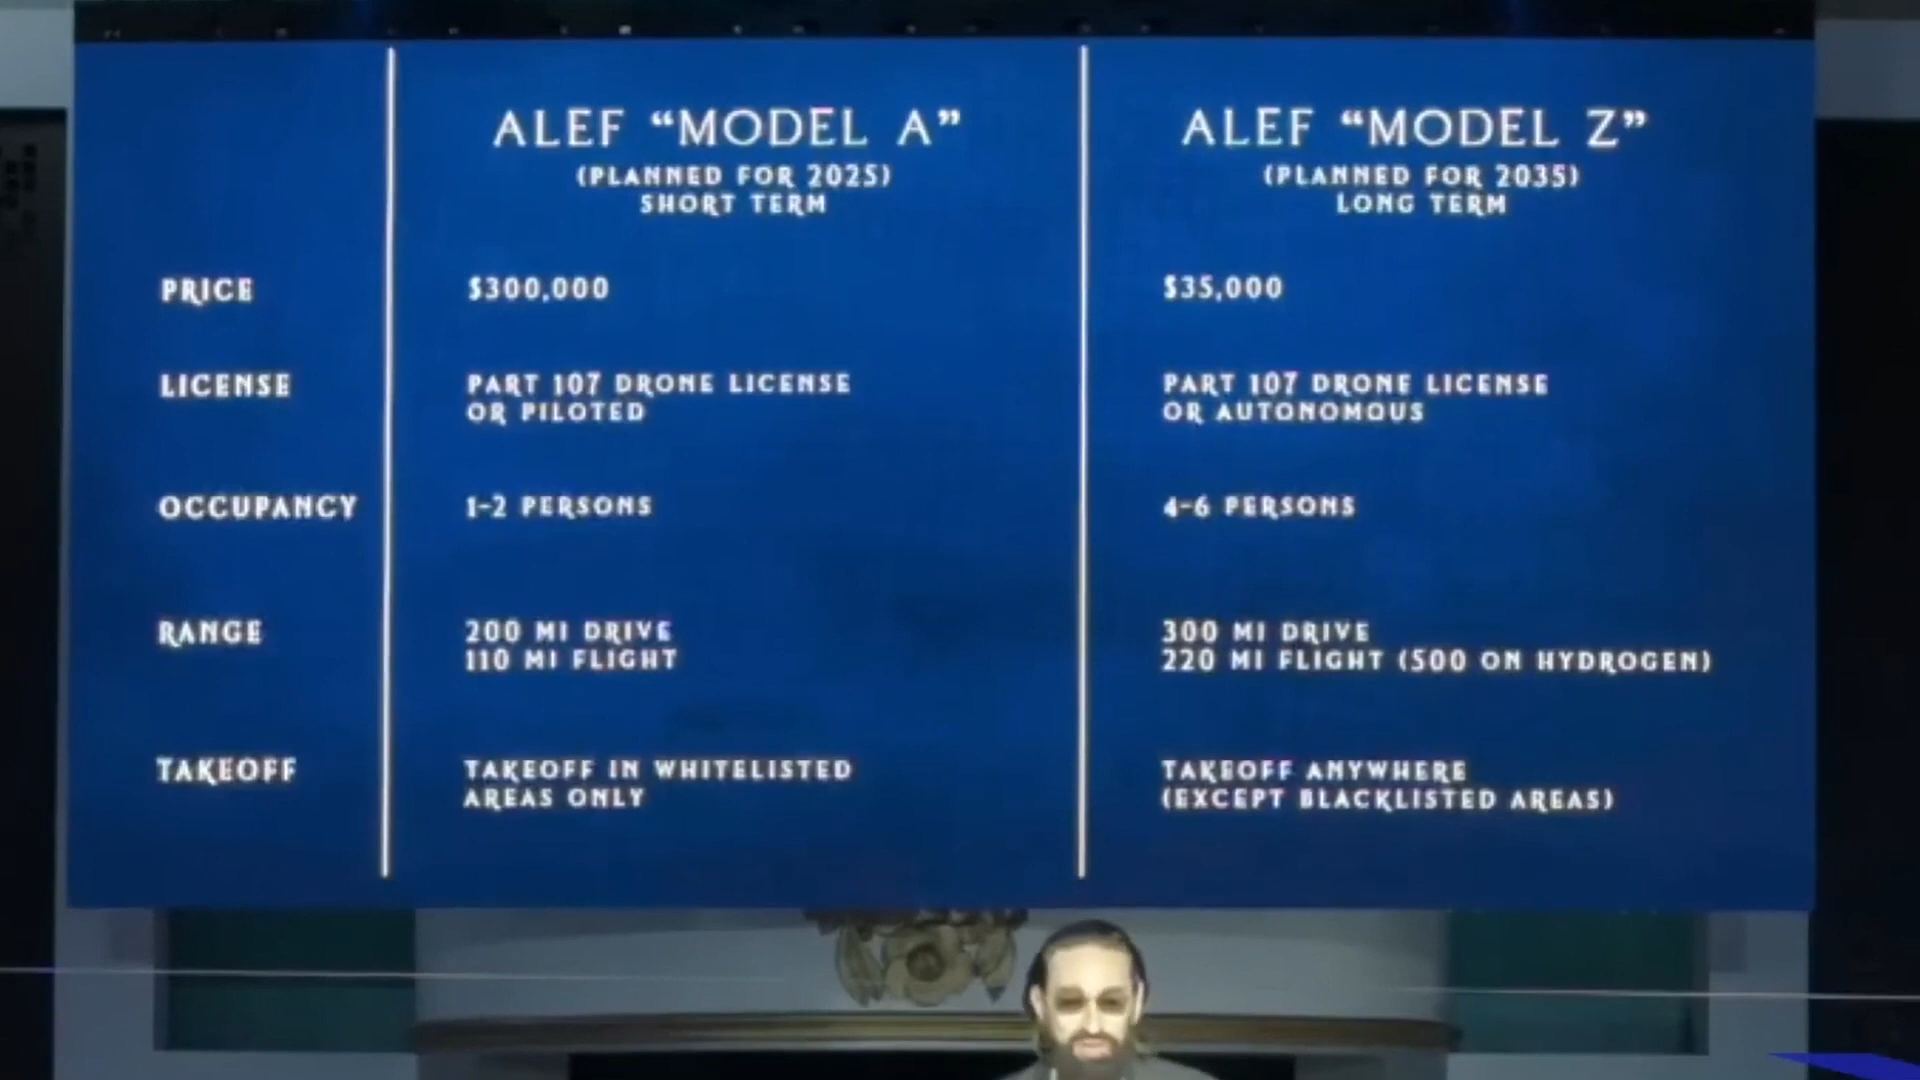 ALEF “MODEL A”
(PLANNED FOR 2025)
SHORT TERM
ALEF “MODEL Z”
(PLANNED FOR 2035)
LONG TERM
PRICE
$300,000
$35,000
LICENSE
PART 107 DRONE LICENSE
OR PILOTED
PART 107 DRONE LICENSE
OR AUTONOMOUS
OCCUPANCY
1-2 PERSONS
4-6 PERSONS
RANGE
200 MI DRIVE
110 MI FLIGHT
300 MI DRIVE
220 MI FLIGHT (500 ON HYDROGEN)
TAKEOFF
TAKEOFF IN WHITELISTED
AREAS ONLY
TAKEOFF ANYWHERE
(EXCEPT BLACKLISTED AREAS)